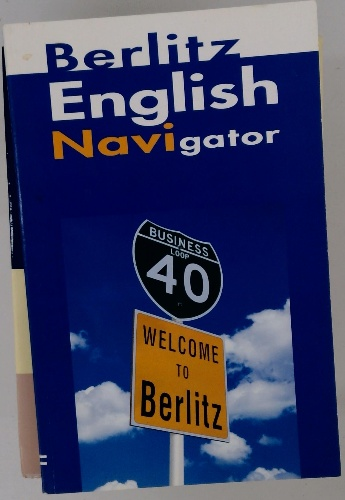 Berlitz
English
Navigator
BUSINESS
LOOP
40
WELCOME
TO
Berlitz